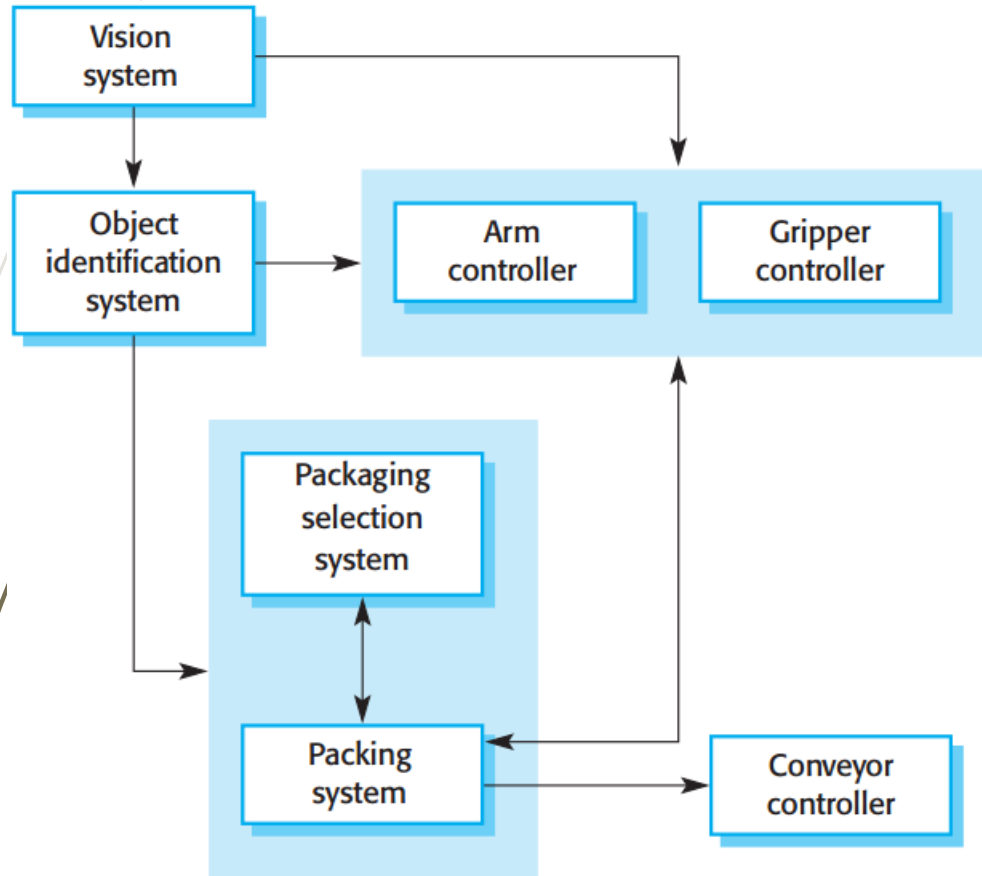 Vision
system
Object
identification
system
Arm
controller
Gripper
controller
Packaging
selection
system
Packing
system
Conveyor
controller